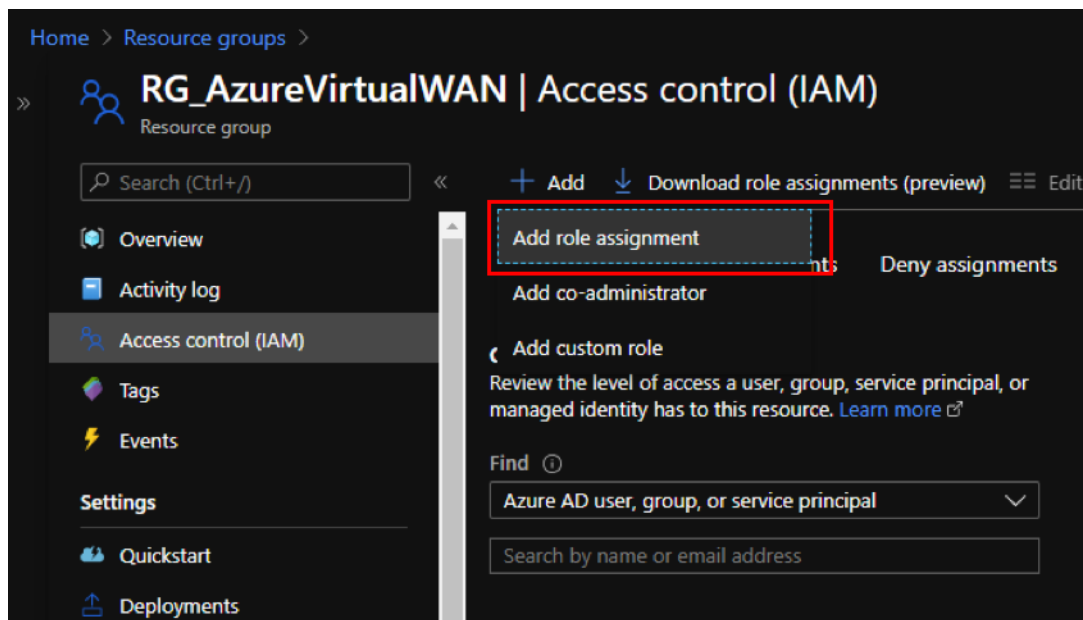 Home > Resource groups >
RG_AzureVirtualWAN | Access control (IAM)
Resource group
Search (Ctrl+/)
Overview
Activity log
Access control (IAM)
Tags
Events
Settings
Quickstart
Deployments
Add
Download role assignments (preview)
Edit
Add role assignment
nts
Deny assignments
Add co-administrator
Add custom role
Review the level of access a user, group, service principal, or
managed identity has to this resource. Learn more
Find
Azure AD user, group, or service principal
Search by name or email address